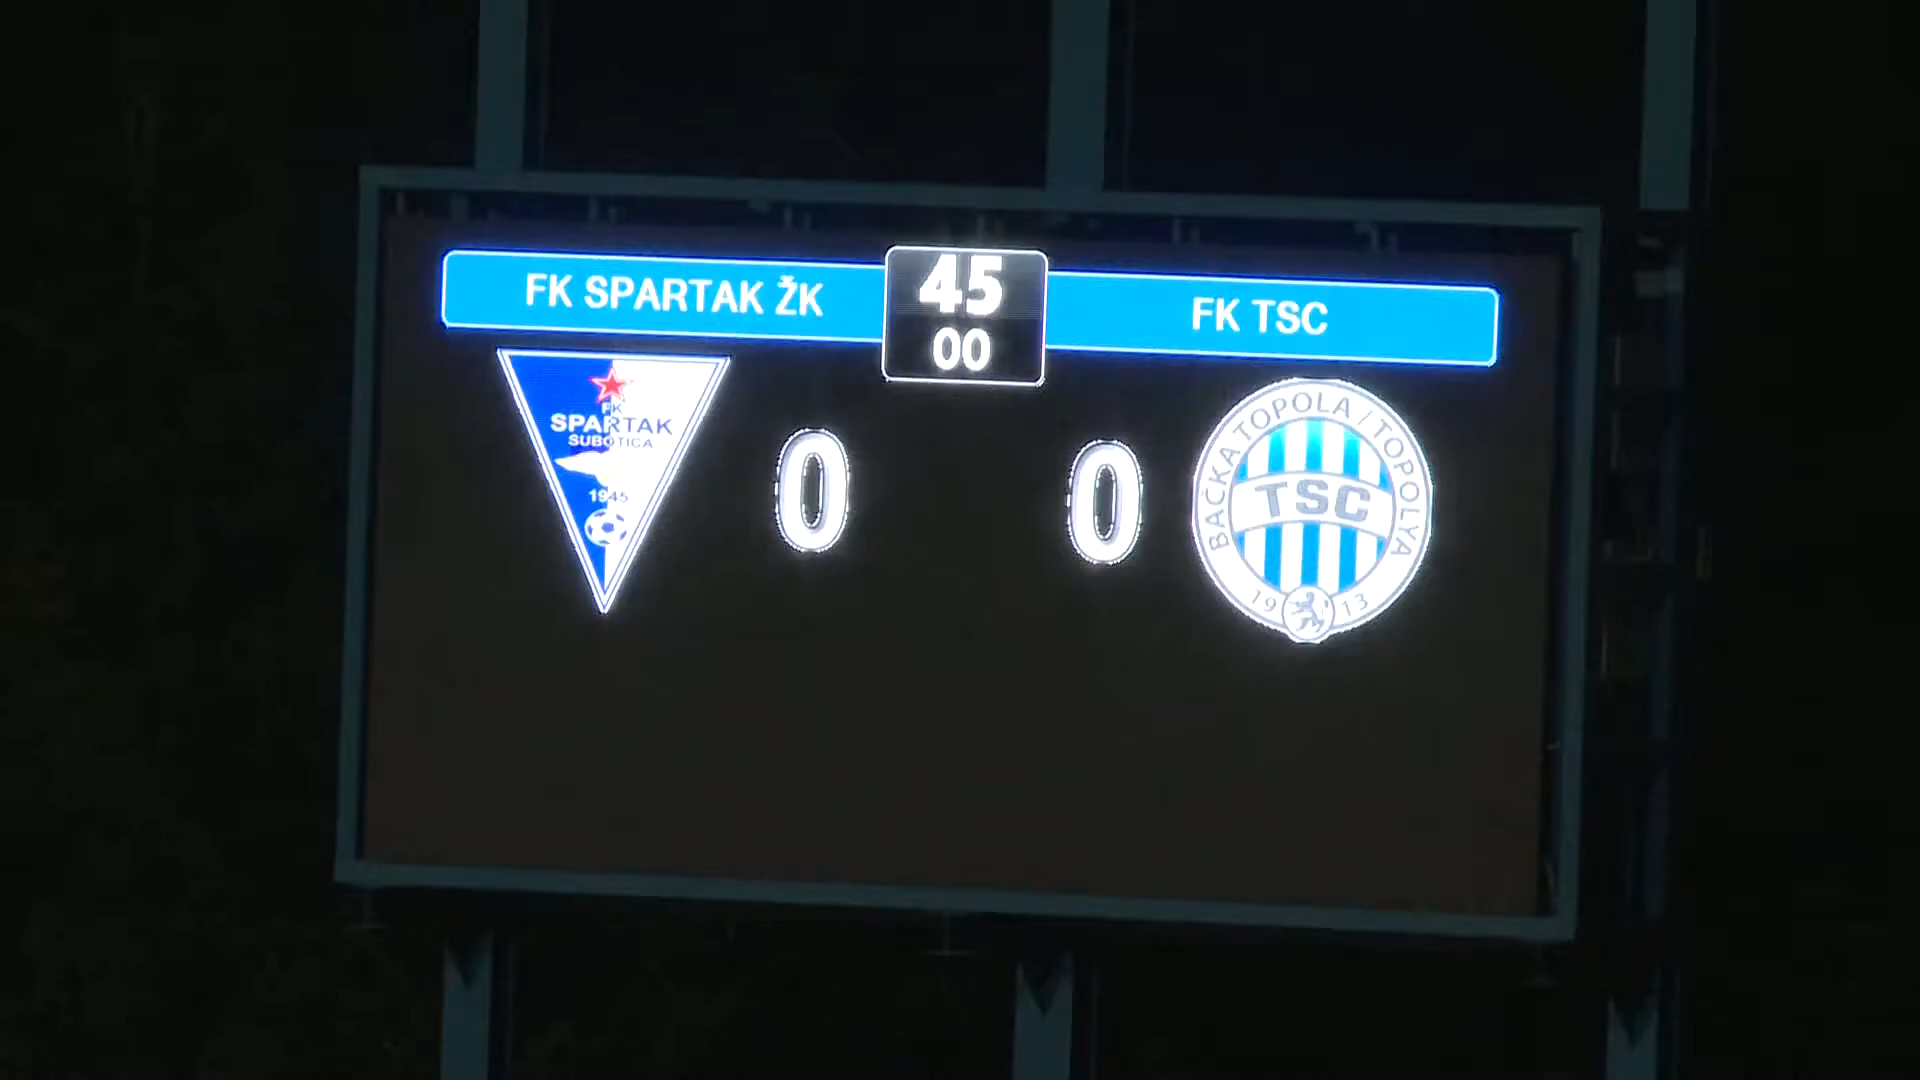 FK SPARTAK ŽK
45
00
FK TSC
FK
SPARTAK
SUBOTICA
1945
0
0
BAČKA TOPOLA / TOPOLYA
TSC
19 13